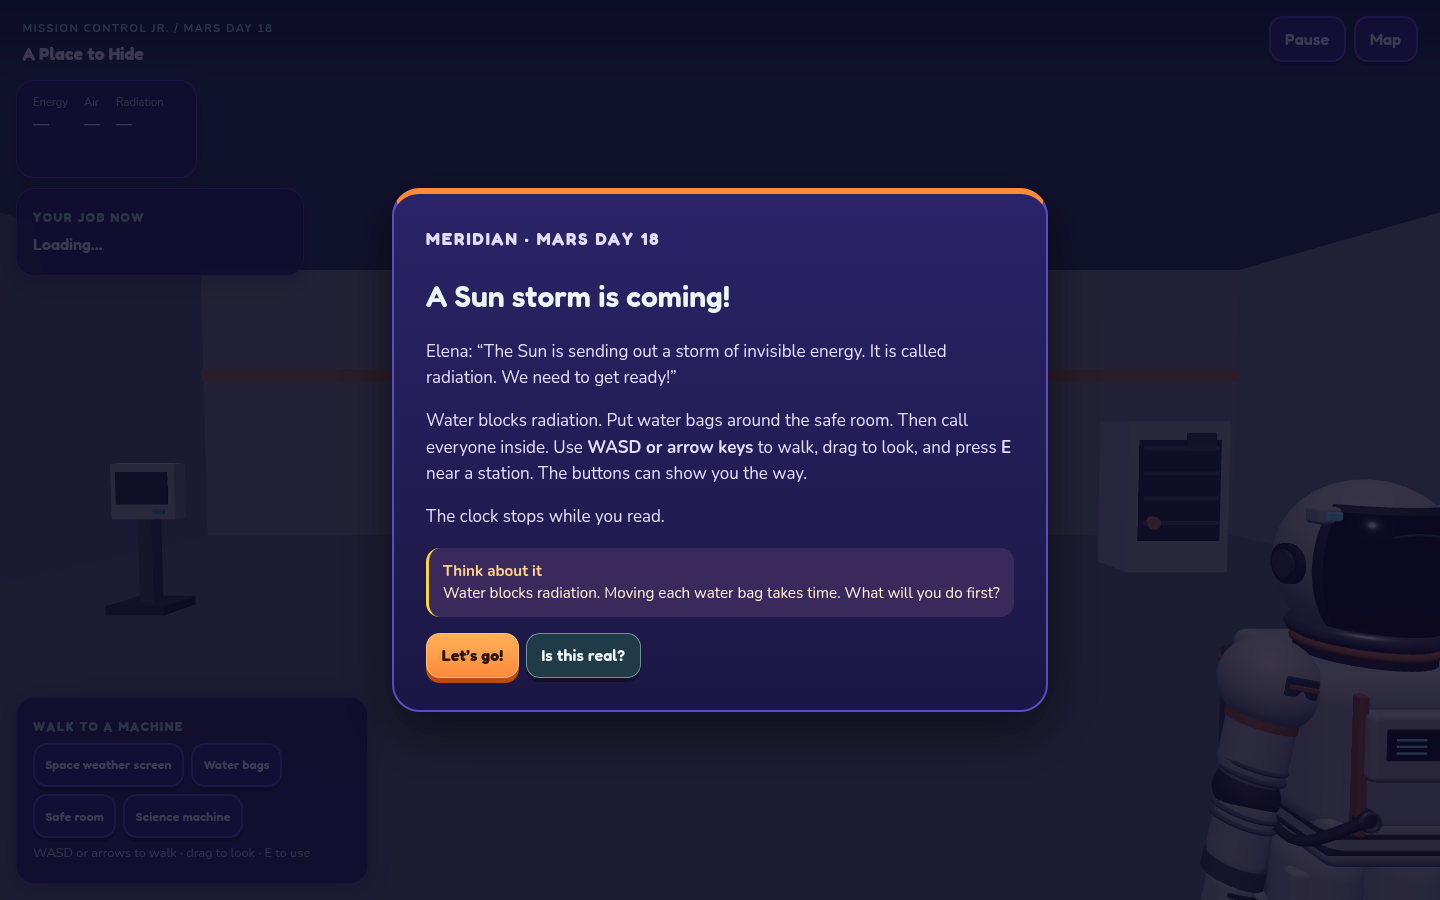 MISSION CONTROL JR. / MARS DAY 18
A Place to Hide
Pause
Map
Energy Air Radiation
— — —
YOUR JOB NOW
Loading...
MERIDIAN · MARS DAY 18
A Sun storm is coming!
Elena: “The Sun is sending out a storm of invisible energy. It is called
radiation. We need to get ready!”
Water blocks radiation. Put water bags around the safe room. Then call
everyone inside. Use WASD or arrow keys to walk, drag to look, and press E
near a station. The buttons can show you the way.
The clock stops while you read.
Think about it
Water blocks radiation. Moving each water bag takes time. What will you do first?
Let’s go!
Is this real?
WALK TO A MACHINE
Space weather screen
Water bags
Safe room
Science machine
WASD or arrows to walk · drag to look · E to use